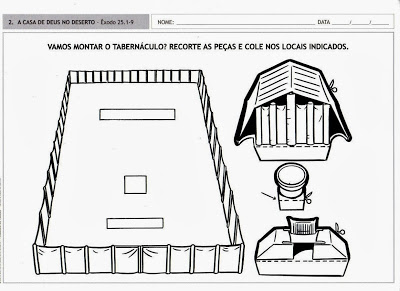 2. A CASA DE DEUS NO DESERTO - Êxodo 25.1-9 NOME: DATA / /
VAMOS MONTAR O TABERNÁCULO? RECORTE AS PEÇAS E COLE NOS LOCAIS INDICADOS.